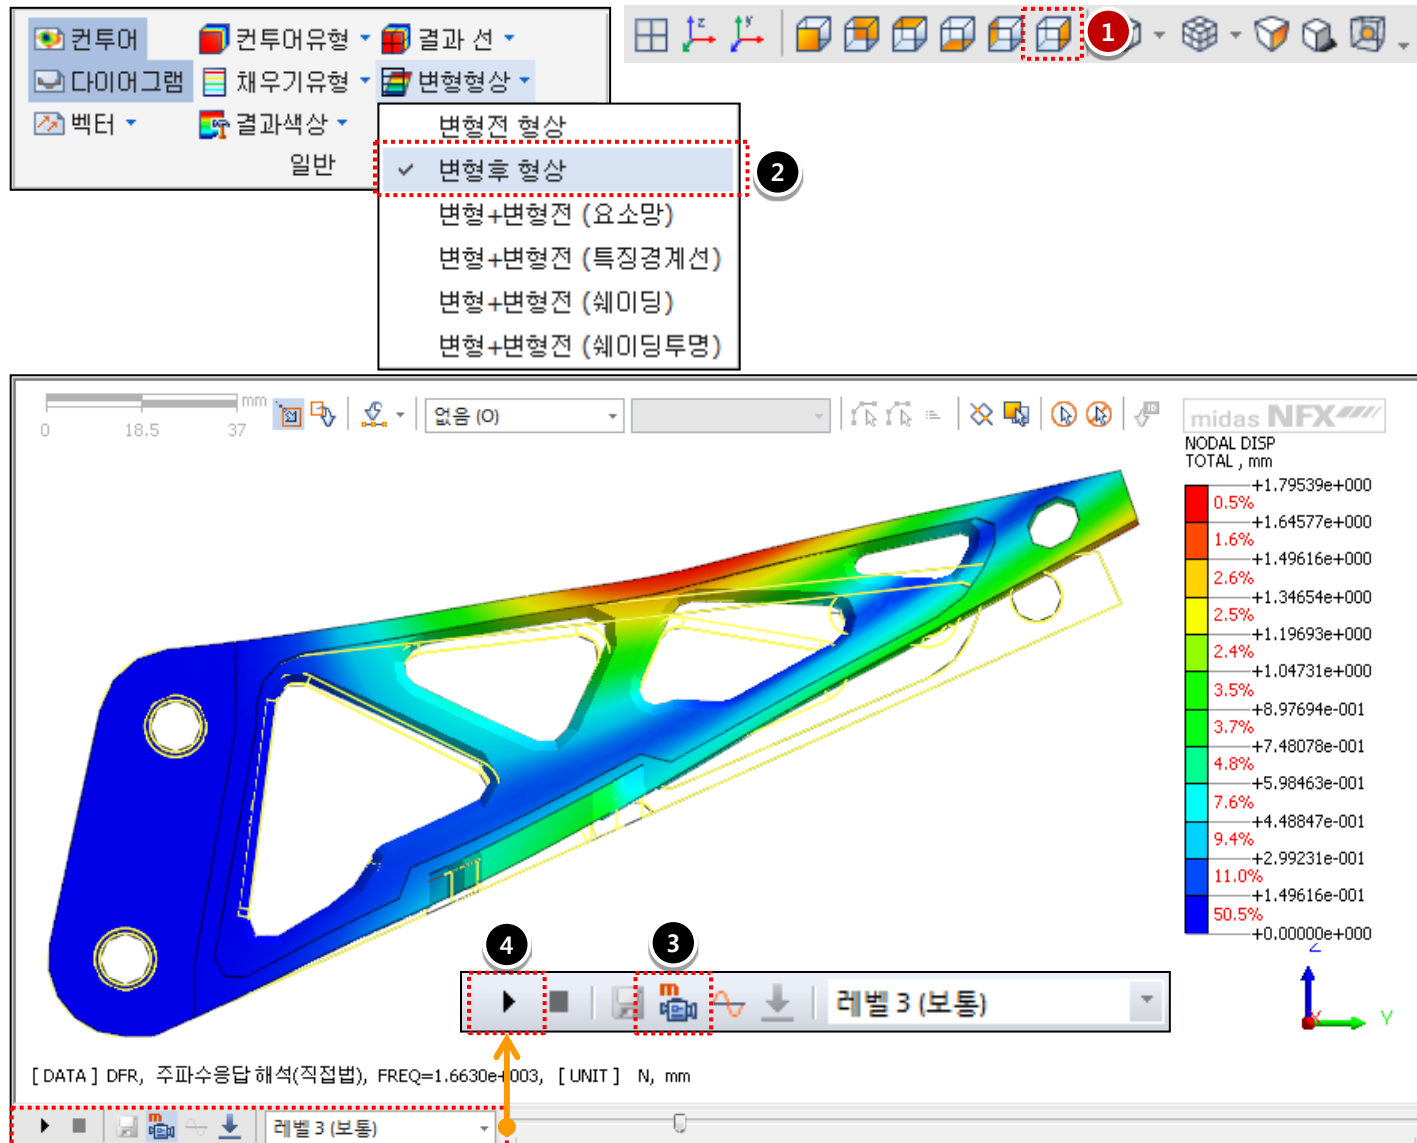 컨투어 컨투어유형 결과 선
다이어그램 채우기유형 변형형상
벡터 결과색상
일반
1
변형전 형상
변형후 형상
2
변형+변형전 (요소망)
변형+변형전 (특징경계선)
변형+변형전 (쉐이딩)
변형+변형전 (쉐이딩투명)
mm
0 18.5 37
없음 (O)
midas NFX
NODAL DISP
TOTAL , mm
+1.79539e+000
0.5%
+1.64577e+000
1.6%
+1.49616e+000
2.6%
+1.34654e+000
2.5%
+1.19693e+000
2.4%
+1.04731e+000
3.5%
+8.97694e-001
3.7%
+7.48078e-001
4.8%
+5.98463e-001
7.6%
+4.48847e-001
9.4%
+2.99231e-001
11.0%
+1.49616e-001
50.5%
+0.00000e+000
Z
X
Y
4 3
m
레벨 3 (보통)
[ DATA ] DFR, 주파수응답 해석(직접법), FREQ=1.6630e+003, [ UNIT ] N, mm
m
레벨 3 (보통)